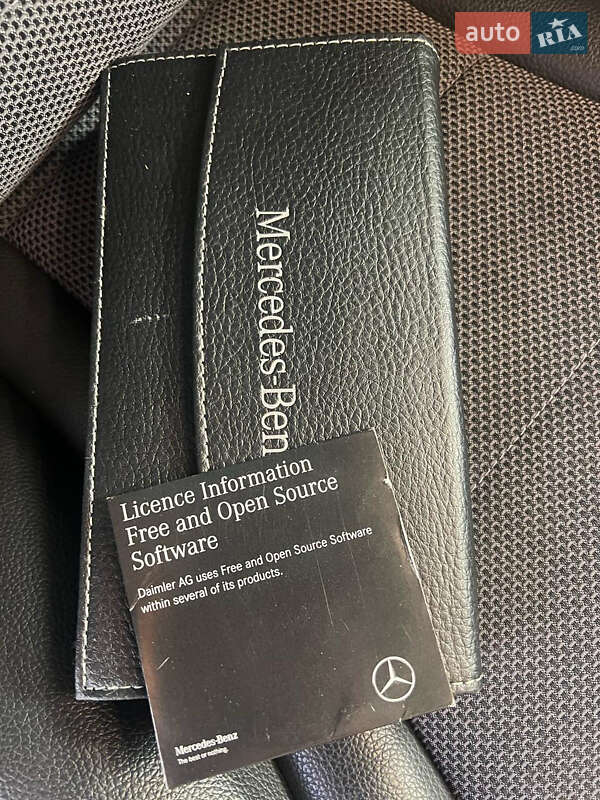 auto RIA
.com
Mercedes-Ben
Licence Information
Free and Open Source
Software
Daimler AG uses Free and Open Source Software
within several of its products.
Mercedes-Benz
The best or nothing.